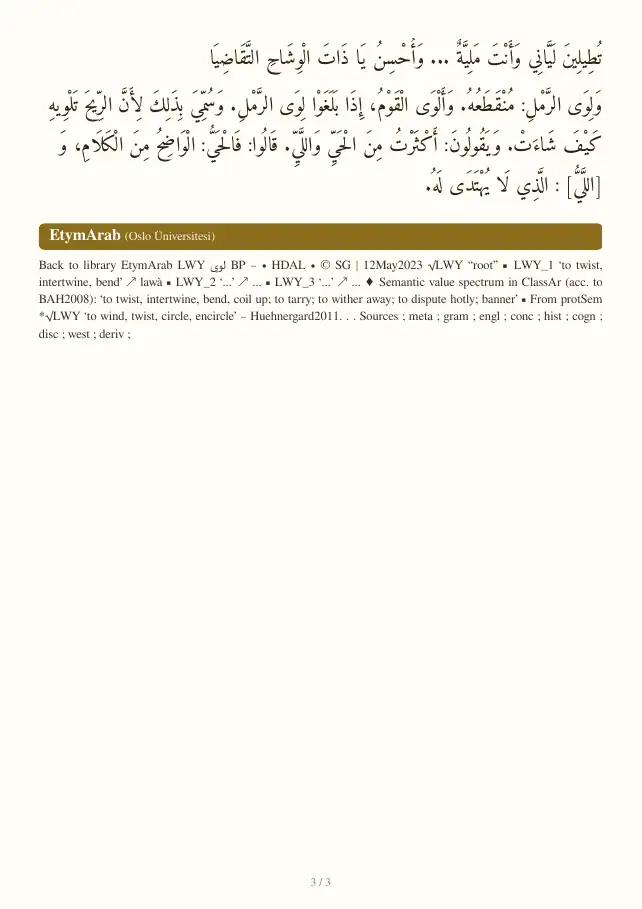 تُطِيلِينَ لَيَّانِي وَأَنْتَ مَلِيَّةٌ ... وَأُحْسِنُ يَا ذَاتَ الْوِشَاحِ التَّقَاضِيَا
وَلِوَى الرَّمْلِ: مُنْقَطَعُهُ. وَأَلْوَى الْقَوْمُ، إِذَا بَلَغَوْا لِوَى الرَّمْلِ. وَسُمِّيَ بِذَلِكَ لِأَنَّ الرِّيحَ تَلْوِيهِ
كَيْفَ شَاءَتْ. وَيَقُولُونَ: أَكْثَرْتُ مِنَ الْحَيِّ وَاللَّيِّ. قَالُوا: فَالْحَيُّ: الْوَاضِحُ مِنَ الْكَلَامِ، وَ
[اللَّيُّ] : الَّذِي لَا يُهْتَدَى لَهُ.
EtymArab (Oslo Üniversitesi)
Back to library EtymArab LWY لوي BP – • HDAL • © SG | 12May2023 √LWY “root” ▪ LWY_1 ‘to twist,
intertwine, bend’ ↗ lawà ▪ LWY_2 ‘...’ ↗ ... ▪ LWY_3 ‘...’ ↗ ... ♦ Semantic value spectrum in ClassAr (acc. to
BAH2008): ‘to twist, intertwine, bend, coil up; to tarry; to wither away; to dispute hotly; banner’ ▪ From protSem
*√LWY ‘to wind, twist, circle, encircle’ – Huehnergard2011. . . Sources ; meta ; gram ; engl ; conc ; hist ; cogn ;
disc ; west ; deriv ;
3 / 3